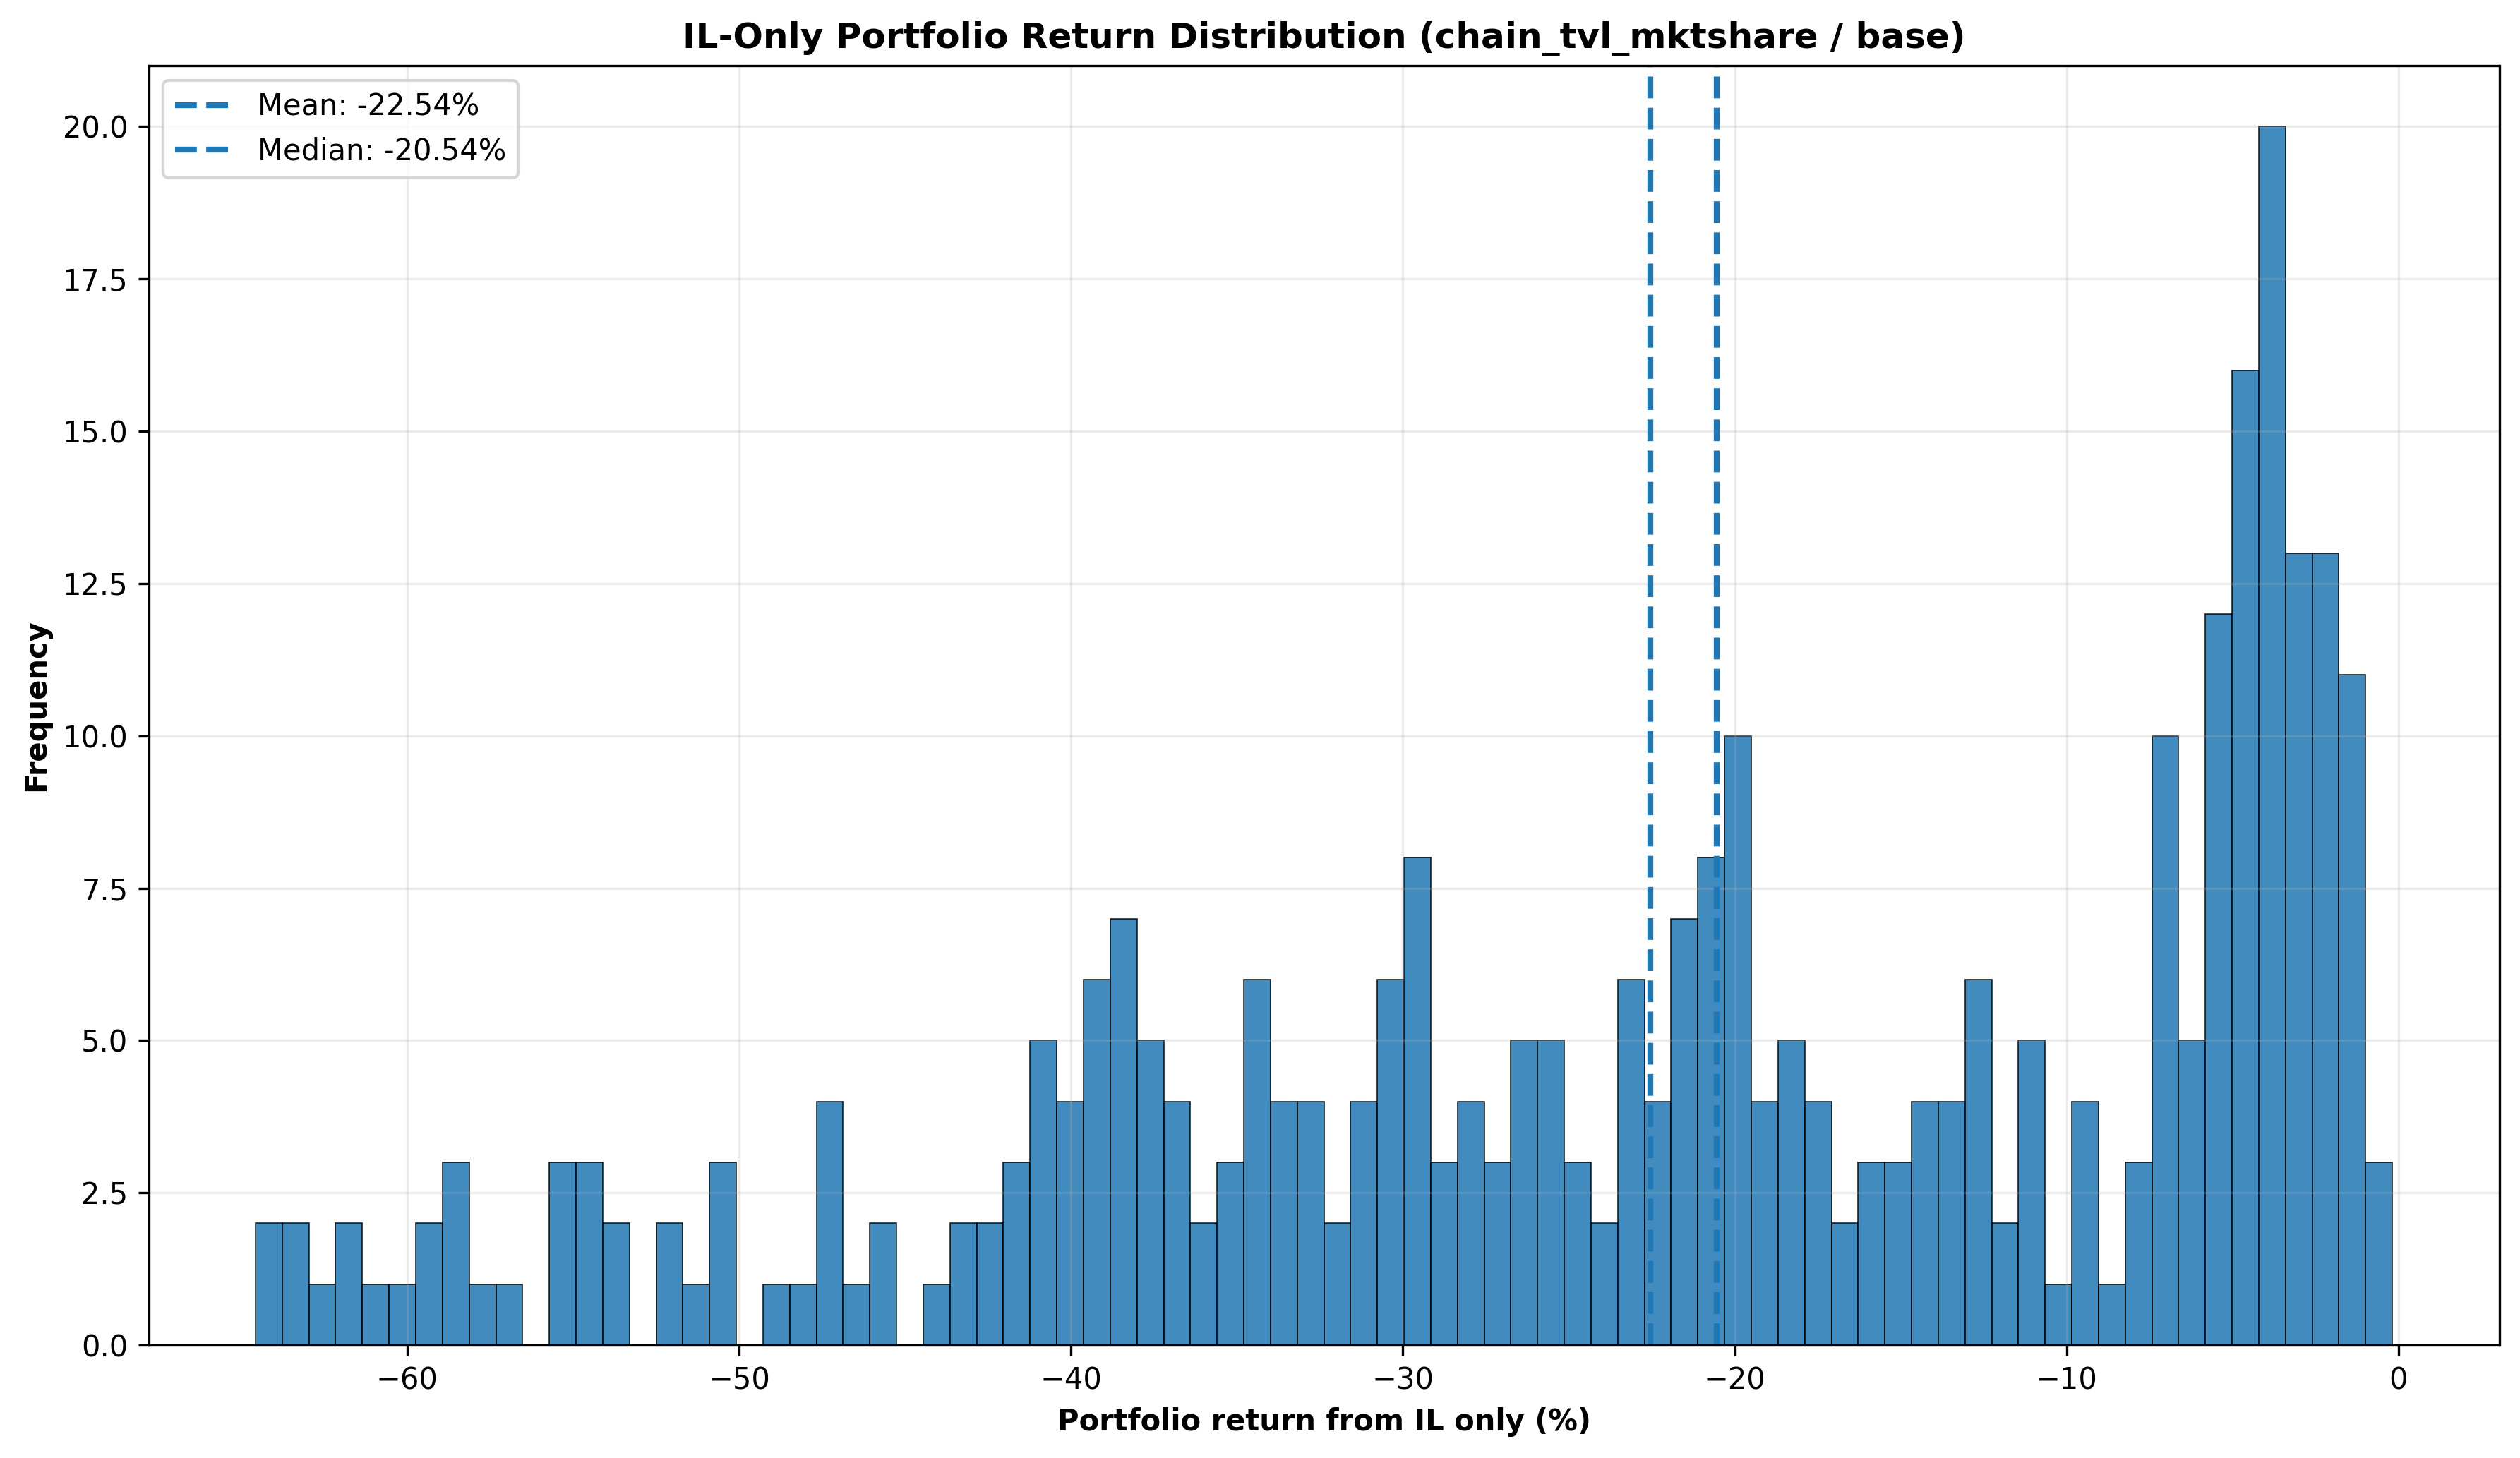 IL-Only Portfolio Return Distribution (chain_tvl_mktshare / base)
Mean: -22.54%
Median: -20.54%
20.0
17.5
15.0
12.5
10.0
7.5
5.0
2.5
0.0
Frequency
−60 −50 −40 −30 −20 −10 0
Portfolio return from IL only (%)